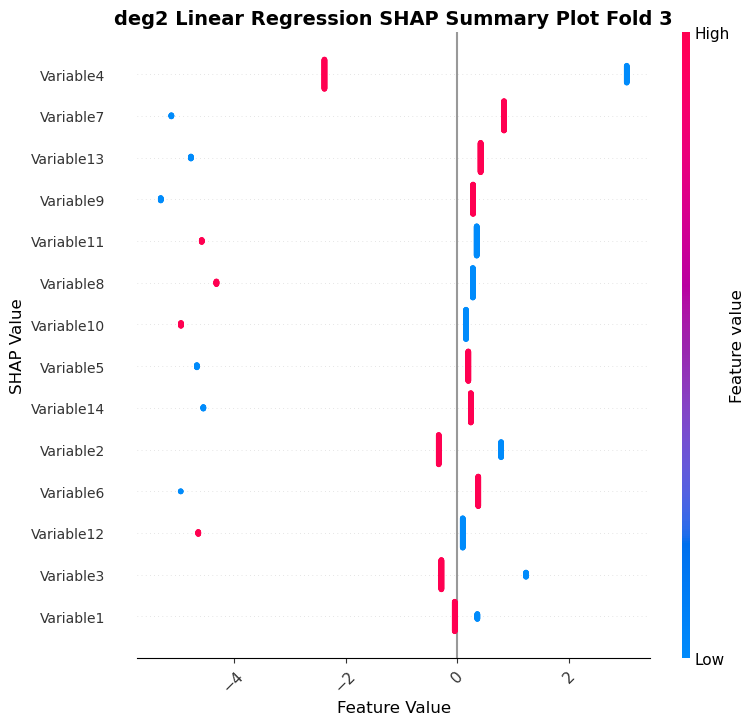 deg2 Linear Regression SHAP Summary Plot Fold 3
High
Variable4
Variable7
Variable13
Variable9
Variable11
Variable8
Variable10
Variable5
Variable14
Variable2
Variable6
Variable12
Variable3
Variable1
SHAP Value
Feature value
Low
−4
−2
0
2
Feature Value